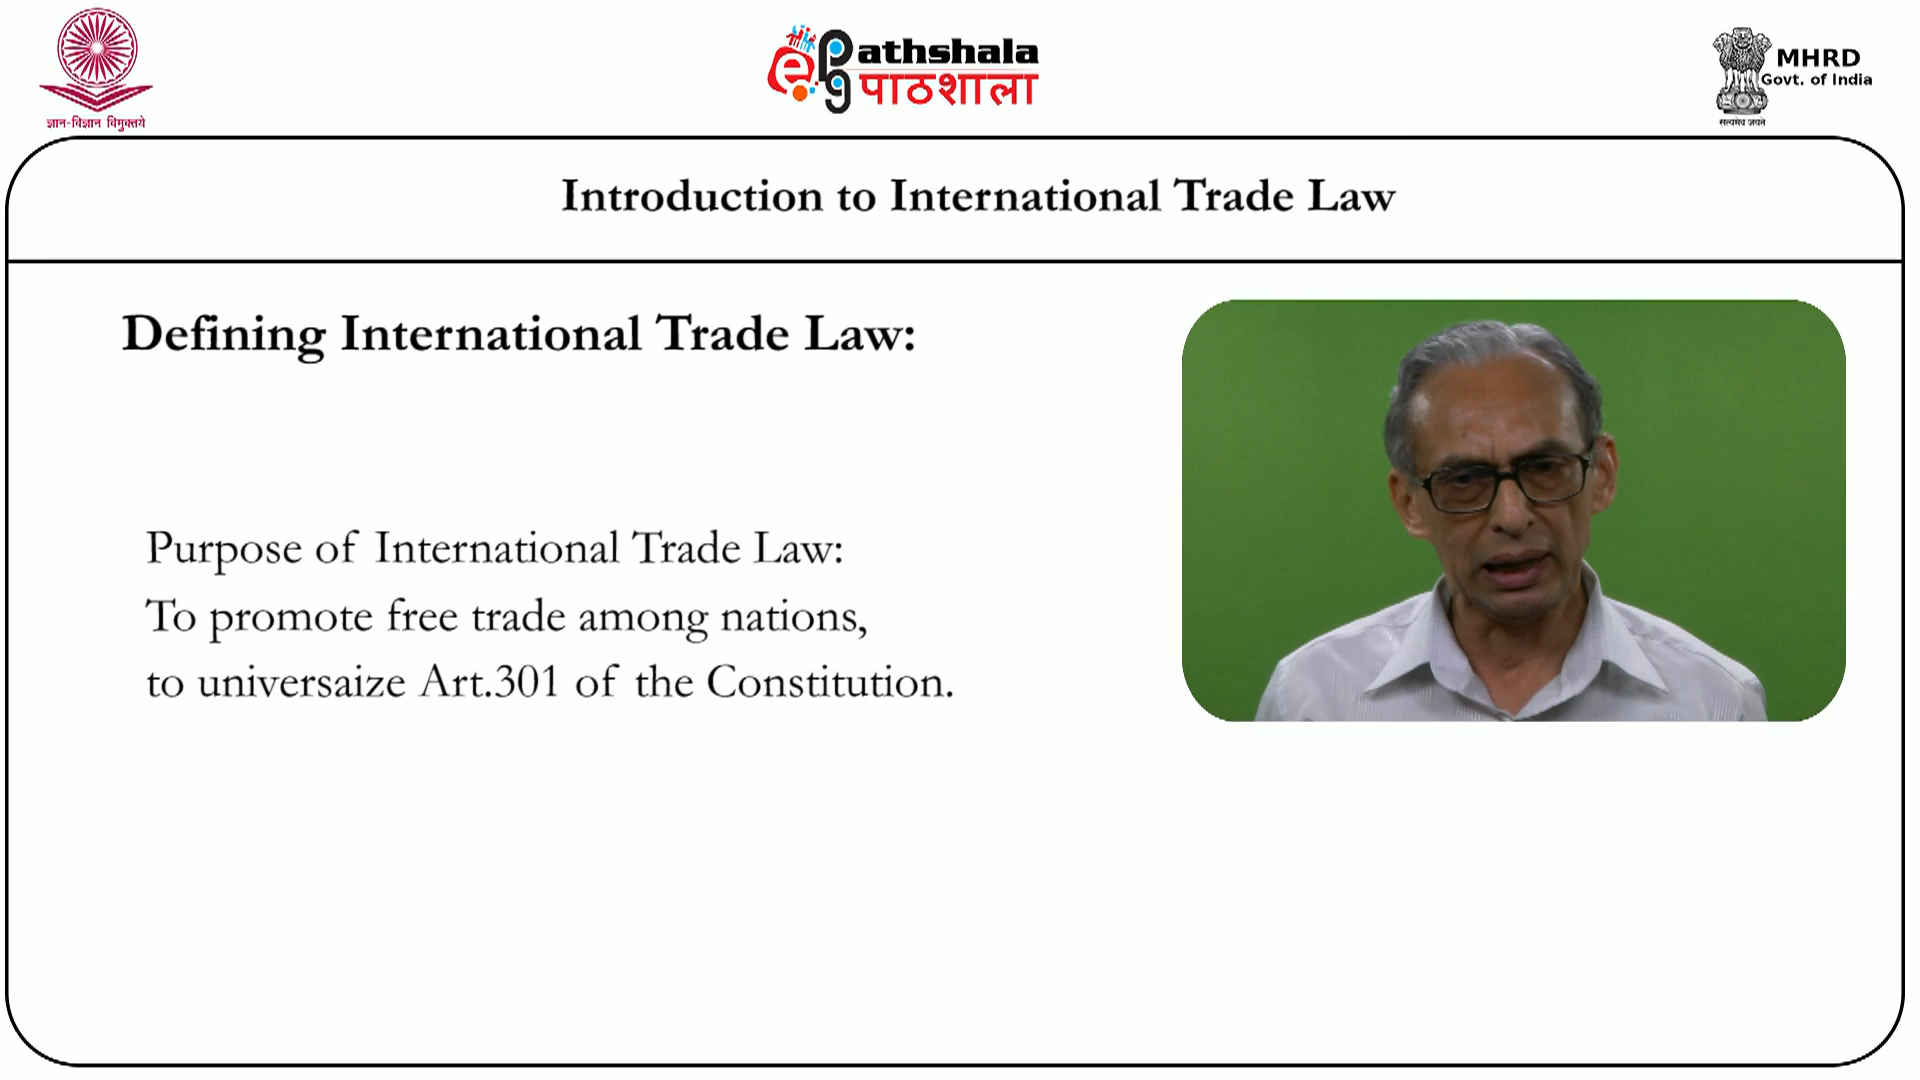 ज्ञान-विज्ञान विमुक्तये
ePathshala
पाठशाला
MHRD
Govt. of India
सत्यमेव जयते
Introduction to International Trade Law
Defining International Trade Law:
Purpose of International Trade Law:
To promote free trade among nations,
to universaize Art.301 of the Constitution.